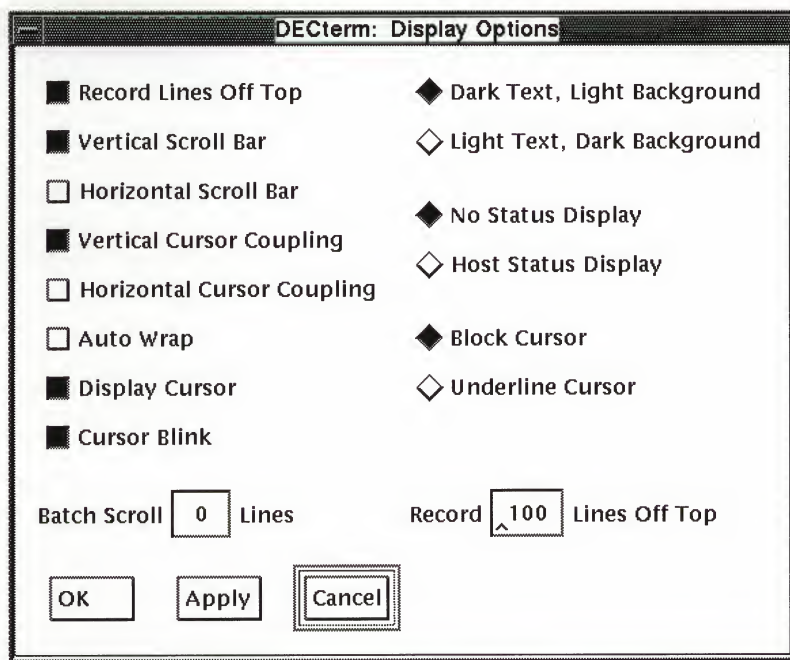 DECterm: Display Options
Record Lines Off Top
Vertical Scroll Bar
Horizontal Scroll Bar
Vertical Cursor Coupling
Horizontal Cursor Coupling
Auto Wrap
Display Cursor
Cursor Blink
Dark Text, Light Background
Light Text, Dark Background
No Status Display
Host Status Display
Block Cursor
Underline Cursor
Batch Scroll 0 Lines
Record 100 Lines Off Top
OK
Apply
Cancel